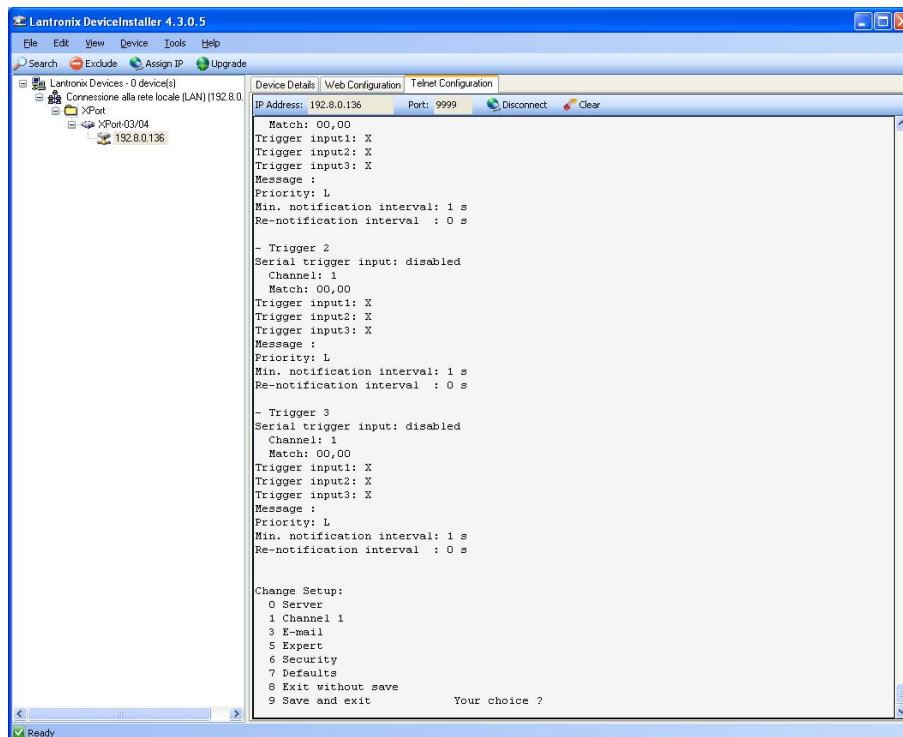 Lantronix DeviceInstaller 4.3.0.5
File Edit View Device Tools Help
Search Exclude Assign IP Upgrade
Lantronix Devices - 0 device(s)
Connessione alla rete locale (LAN) (192.8.0.
XPort
XPort-03/04
192.8.0.136
Device Details Web Configuration Telnet Configuration
IP Address: 192.8.0.136 Port: 9999 Disconnect Clear
Match: 00,00
Trigger input1: X
Trigger input2: X
Trigger input3: X
Message :
Priority: L
Min. notification interval: 1 s
Re-notification interval : 0 s
- Trigger 2
Serial trigger input: disabled
Channel: 1
Match: 00,00
Trigger input1: X
Trigger input2: X
Trigger input3: X
Message :
Priority: L
Min. notification interval: 1 s
Re-notification interval : 0 s
- Trigger 3
Serial trigger input: disabled
Channel: 1
Match: 00,00
Trigger input1: X
Trigger input2: X
Trigger input3: X
Message :
Priority: L
Min. notification interval: 1 s
Re-notification interval : 0 s
Change Setup:
0 Server
1 Channel 1
3 E-mail
5 Expert
6 Security
7 Defaults
8 Exit without save
9 Save and exit Your choice ?
Ready